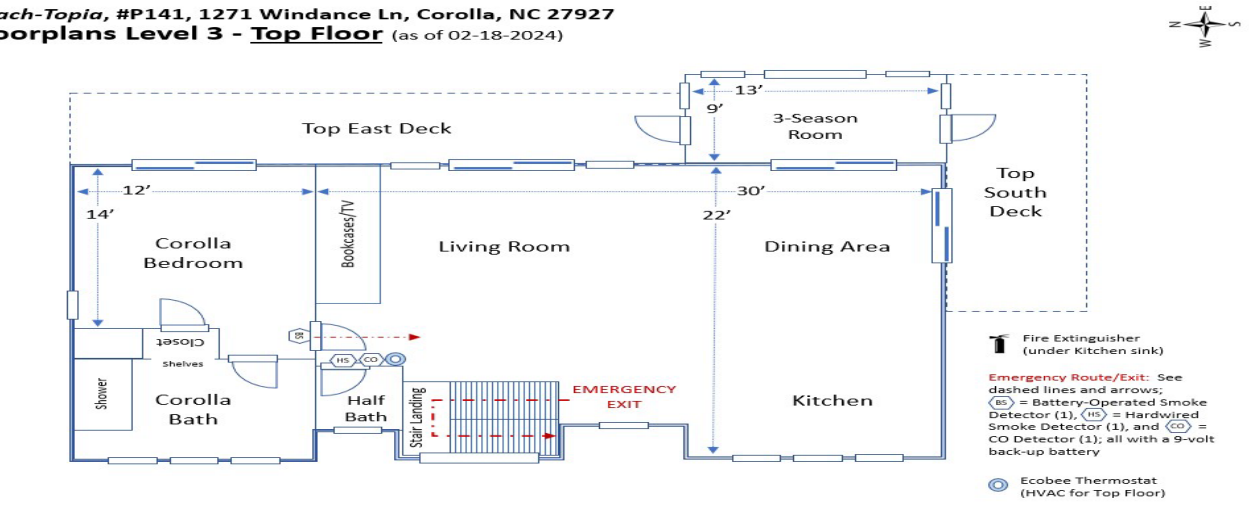 ach-Topia, #P141, 1271 Windance Ln, Corolla, NC 27927
oorplans Level 3 - Top Floor (as of 02-18-2024)
N
E
S
W
Top East Deck
13’
9’
3-Season
Room
Top
South
Deck
12’
14’
30’
22’
Corolla
Bedroom
Bookcases/TV
Living Room
Dining Area
Closet
Shelves
BS
HS
CO
Shower
Corolla
Bath
Half
Bath
Stair Landing
EMERGENCY
EXIT
Kitchen
Fire Extinguisher
(under Kitchen sink)
Emergency Route/Exit: See
dashed lines and arrows;
BS = Battery-Operated Smoke
Detector (1), HS = Hardwired
Smoke Detector (1), and CO =
CO Detector (1); all with a 9-volt
back-up battery
Ecobee Thermostat
(HVAC for Top Floor)